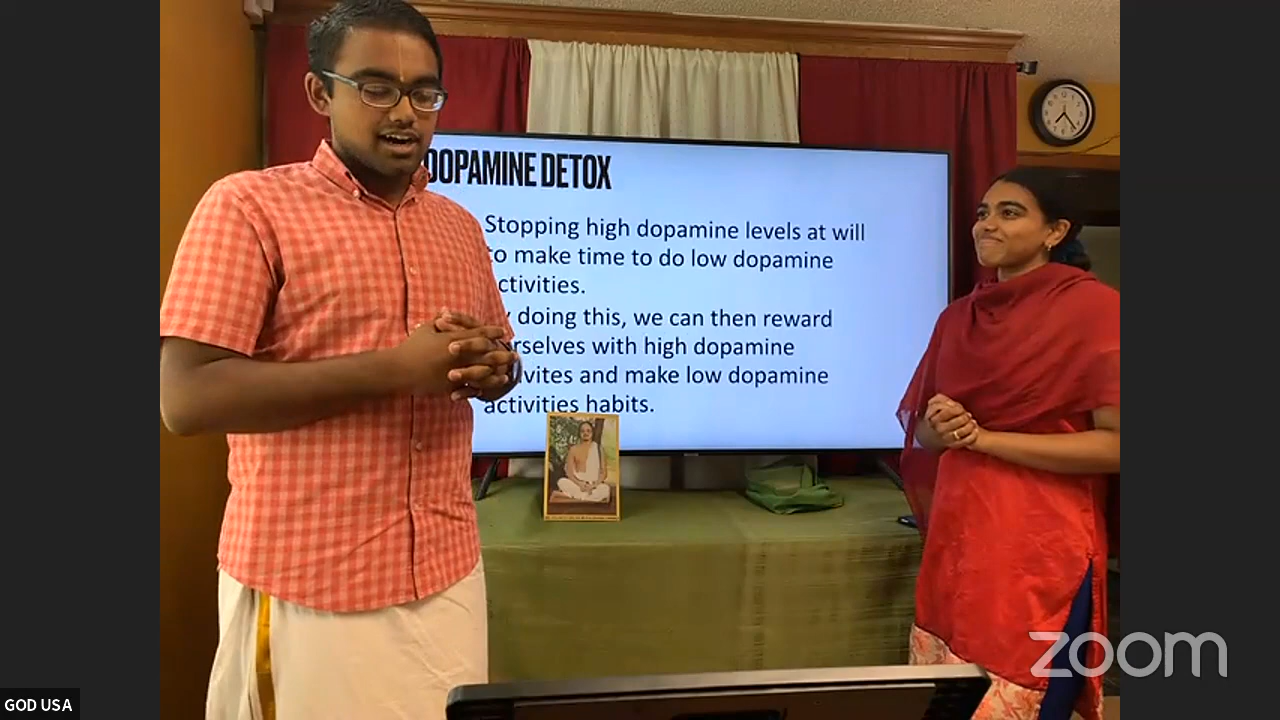 DOPAMINE DETOX
Stopping high dopamine levels at will
to make time to do low dopamine
ctivities.
doing this, we can then reward
rselves with high dopamine
vites and make low dopamine
activities habits.
zoom
GOD USA